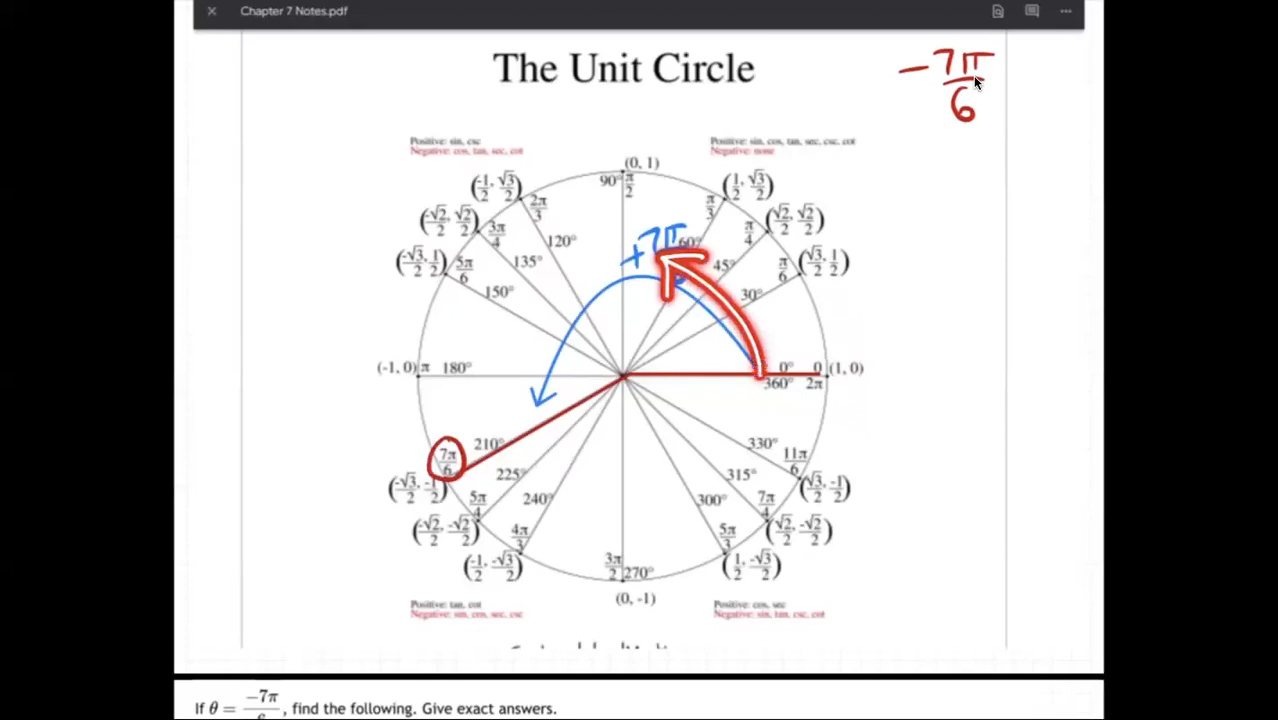 Chapter 7 Notes.pdf
The Unit Circle
-7π/6
Positive: sin, csc
Negative: cos, tan, sec, cot
Positive: sin, cos, tan, sec, csc, cot
Negative: none
(0, 1)
90° π/2
(-1/2, √3/2) 2π/3 120°
(-√2/2, √2/2) 3π/4 135°
(-√3/2, 1/2) 5π/6 150°
π/3 (1/2, √3/2) 60°
π/4 (√2/2, √2/2) 45°
π/6 (√3/2, 1/2) 30°
+7π
(-1, 0) π 180°
0° 0 (1, 0)
360° 2π
7π/6 210° (-√3/2, -1/2)
225° 5π/4 (-√2/2, -√2/2)
240° 4π/3 (-1/2, -√3/2)
330° 11π/6 (√3/2, -1/2)
315° 7π/4 (√2/2, -√2/2)
300° 5π/3 (1/2, -√3/2)
3π/2 270°
(0, -1)
Positive: tan, cot
Negative: sin, cos, sec, csc
Positive: cos, sec
Negative: sin, tan, csc, cot
If θ = -7π/6, find the following. Give exact answers.